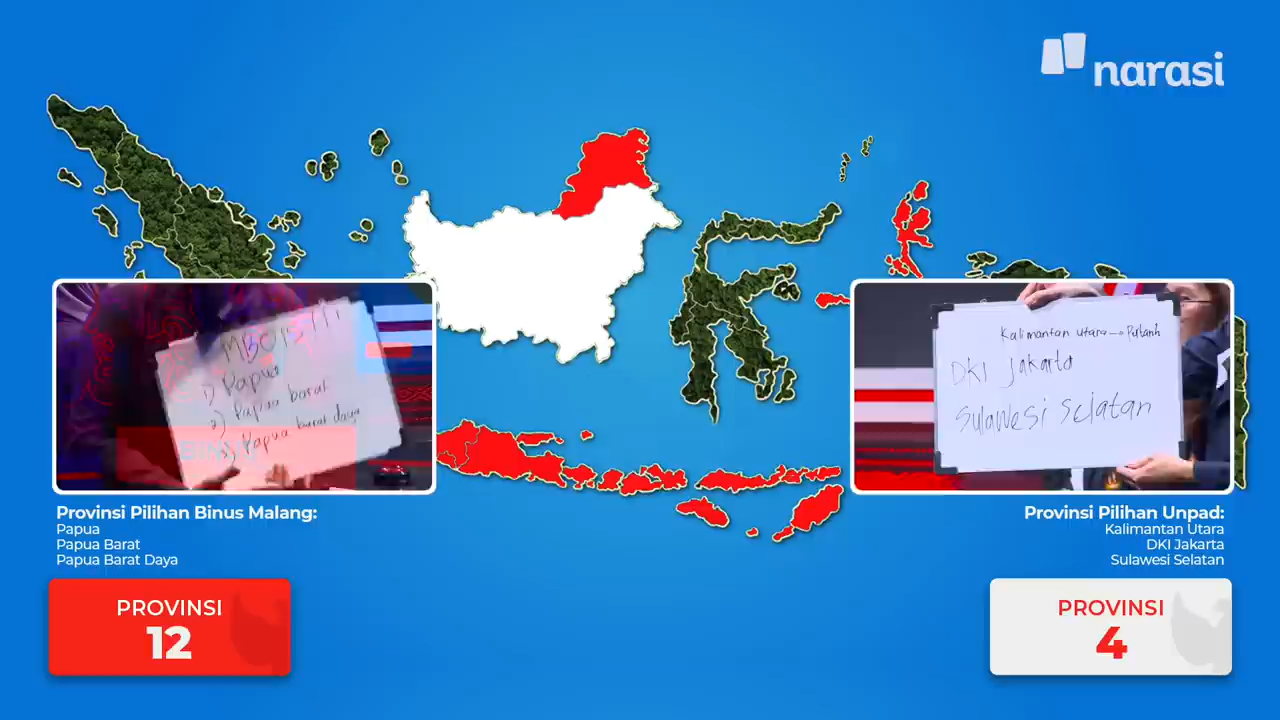 narasi
MBOIS!!!
1) Papua
2) Papua barat
3) Papua barat daya
BINUS
Kalimantan Utara → Perbanh
DKI Jakarta
Sulawesi Selatan
Provinsi Pilihan Binus Malang:
Papua
Papua Barat
Papua Barat Daya
Provinsi Pilihan Unpad:
Kalimantan Utara
DKI Jakarta
Sulawesi Selatan
PROVINSI
12
PROVINSI
4